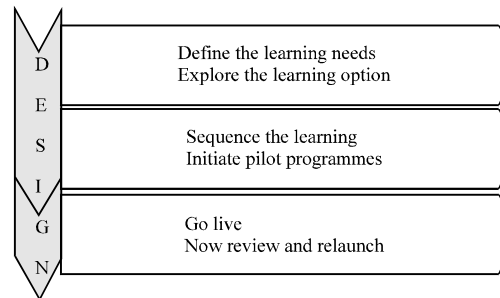 D
Define the learning needs
E
Explore the learning option
S
Sequence the learning
I
Initiate pilot programmes
G
Go live
N
Now review and relaunch